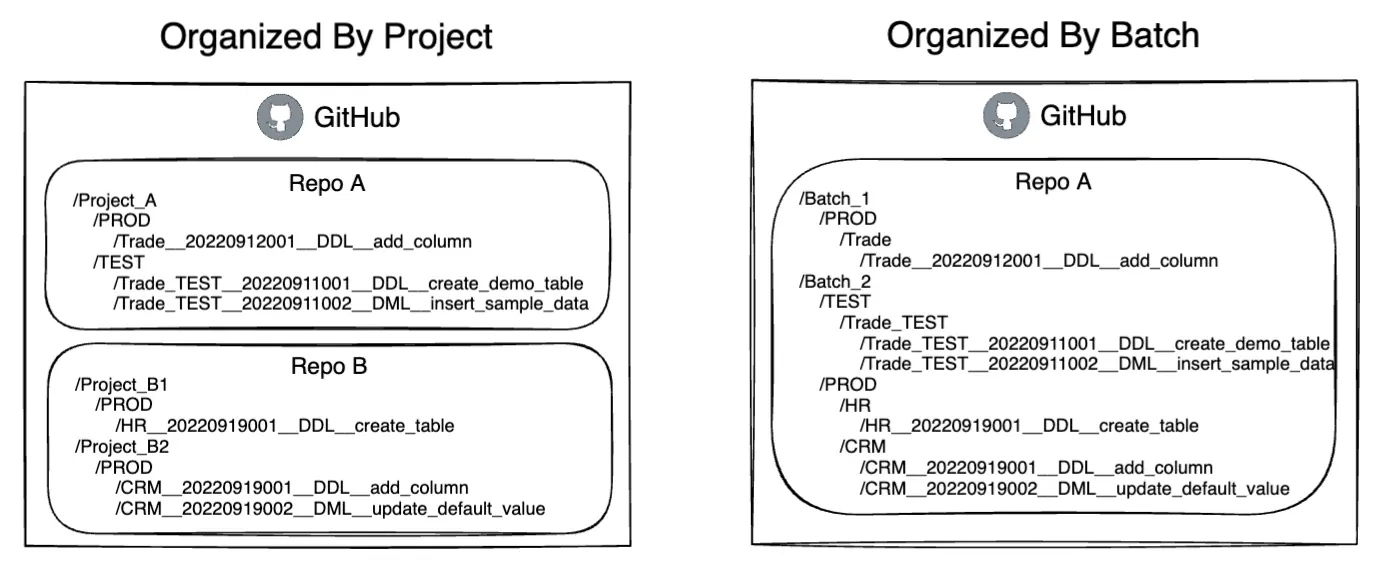 Organized By Project
GitHub
Repo A
/Project_A
/PROD
/Trade__20220912001__DDL__add_column
/TEST
/Trade_TEST__20220911001__DDL__create_demo_table
/Trade_TEST__20220911002__DML__insert_sample_data
Repo B
/Project_B1
/PROD
/HR__20220919001__DDL__create_table
/Project_B2
/PROD
/CRM__20220919001__DDL__add_column
/CRM__20220919002__DML__update_default_value
Organized By Batch
GitHub
Repo A
/Batch_1
/PROD
/Trade
/Trade__20220912001__DDL__add_column
/Batch_2
/TEST
/Trade_TEST
/Trade_TEST__20220911001__DDL__create_demo_table
/Trade_TEST__20220911002__DML__insert_sample_data
/PROD
/HR
/HR__20220919001__DDL__create_table
/CRM
/CRM__20220919001__DDL__add_column
/CRM__20220919002__DML__update_default_value